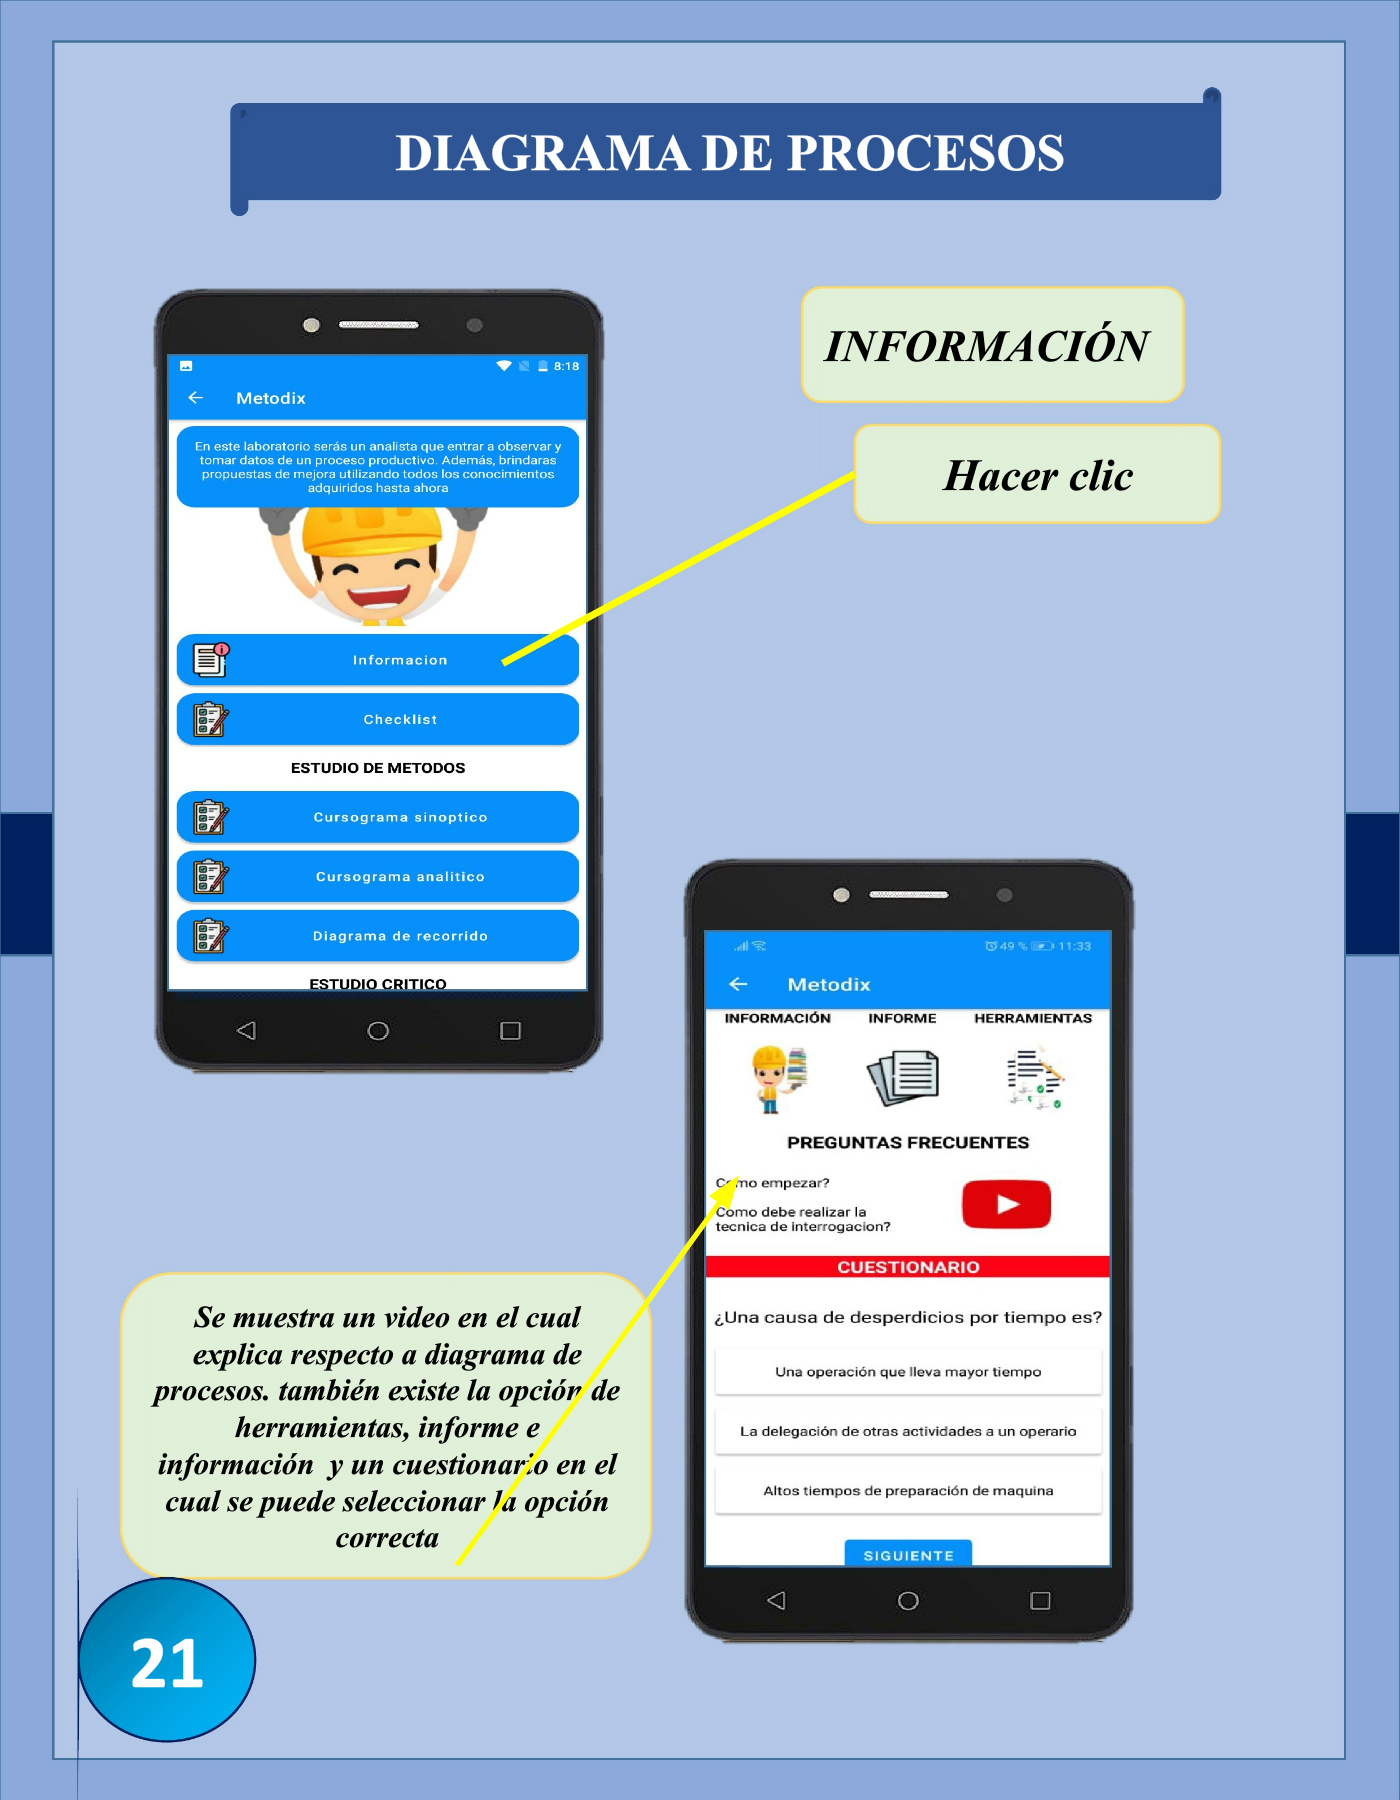 DIAGRAMA DE PROCESOS
INFORMACIÓN
Hacer clic
8:18
Metodix
En este laboratorio serás un analista que entrar a observar y
tomar datos de un proceso productivo. Además, brindaras
propuestas de mejora utilizando todos los conocimientos
adquiridos hasta ahora
Informacion
Checklist
ESTUDIO DE METODOS
Cursograma sinoptico
Cursograma analitico
Diagrama de recorrido
ESTUDIO CRITICO
49 % 11:33
Metodix
INFORMACIÓN INFORME HERRAMIENTAS
PREGUNTAS FRECUENTES
Como empezar?
Como debe realizar la
tecnica de interrogacion?
CUESTIONARIO
¿Una causa de desperdicios por tiempo es?
Una operación que lleva mayor tiempo
La delegación de otras actividades a un operario
Altos tiempos de preparación de maquina
SIGUIENTE
Se muestra un video en el cual
explica respecto a diagrama de
procesos. también existe la opción de
herramientas, informe e
información y un cuestionario en el
cual se puede seleccionar la opción
correcta
21